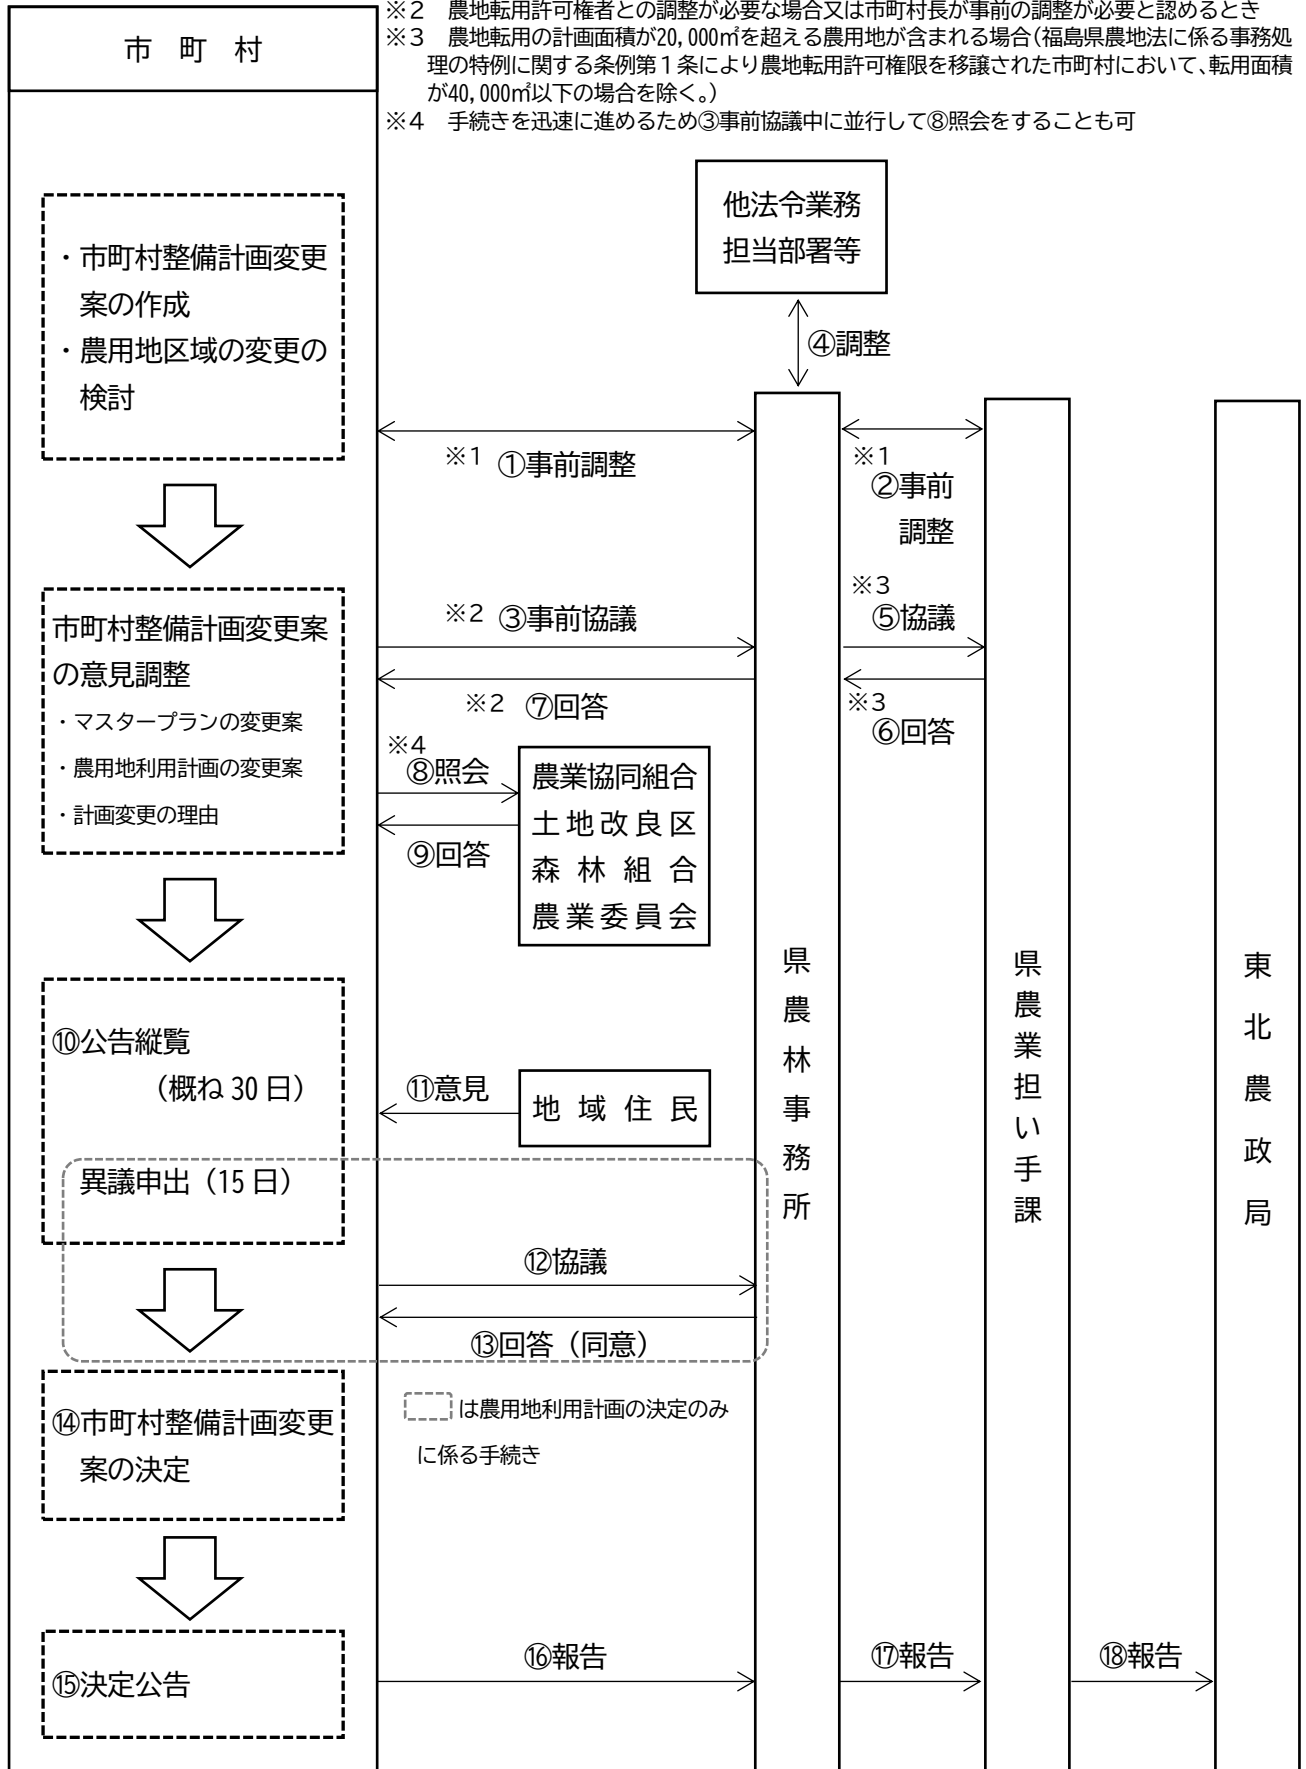 ※２　農地転用許可権者との調整が必要な場合又は市町村長が事前の調整が必要と認めるとき
※３　農地転用の計画面積が20,000㎡を超える農用地が含まれる場合(福島県農地法に係る事務処
理の特例に関する条例第１条により農地転用許可権限を移譲された市町村において、転用面積
が40,000㎡以下の場合を除く。)
※４　手続きを迅速に進めるため③事前協議中に並行して⑧照会をすることも可
市　町　村
他法令業務
担当部署等
④調整
・市町村整備計画変更
案の作成
・農用地区域の変更の
検討
※１ ①事前調整
※１
②事前
調整
市町村整備計画変更案
の意見調整
・マスタープランの変更案
・農用地利用計画の変更案
・計画変更の理由
※２ ③事前協議
※３
⑤協議
※２ ⑦回答
※３
⑥回答
※４
⑧照会
⑨回答
農業協同組合
土地改良区
森林組合
農業委員会
県農林事務所
県農業担い手課
東北農政局
⑩公告縦覧
（概ね 30 日）
⑪意見
地域住民
異議申出（15 日）
⑫協議
⑬回答（同意）
は農用地利用計画の決定のみ
に係る手続き
⑭市町村整備計画変更
案の決定
⑮決定公告
⑯報告
⑰報告
⑱報告